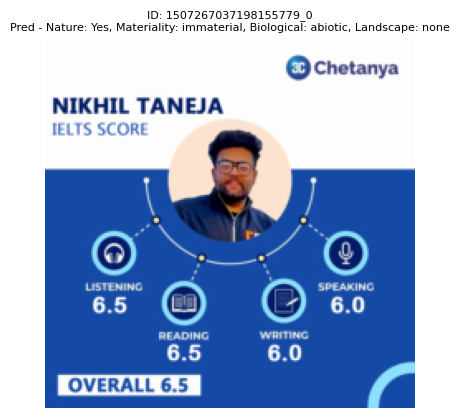 ID: 1507267037198155779_0
Pred - Nature: Yes, Materiality: immaterial, Biological: abiotic, Landscape: none
3C Chetanya
NIKHIL TANEJA
IELTS SCORE
LISTENING
6.5
READING
6.5
WRITING
6.0
SPEAKING
6.0
OVERALL 6.5